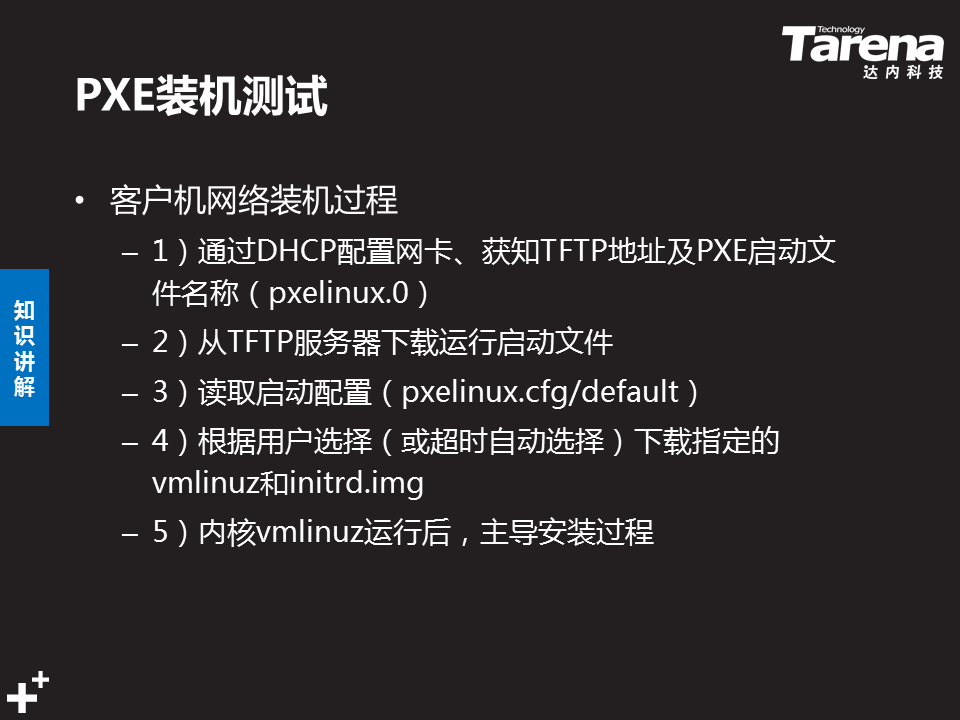 Technology
Tarena
达内科技
PXE装机测试
• 客户机网络装机过程
– 1）通过DHCP配置网卡、获知TFTP地址及PXE启动文
件名称（pxelinux.0）
– 2）从TFTP服务器下载运行启动文件
– 3）读取启动配置（pxelinux.cfg/default）
– 4）根据用户选择（或超时自动选择）下载指定的
vmlinuz和initrd.img
– 5）内核vmlinuz运行后，主导安装过程
知
识
讲
解